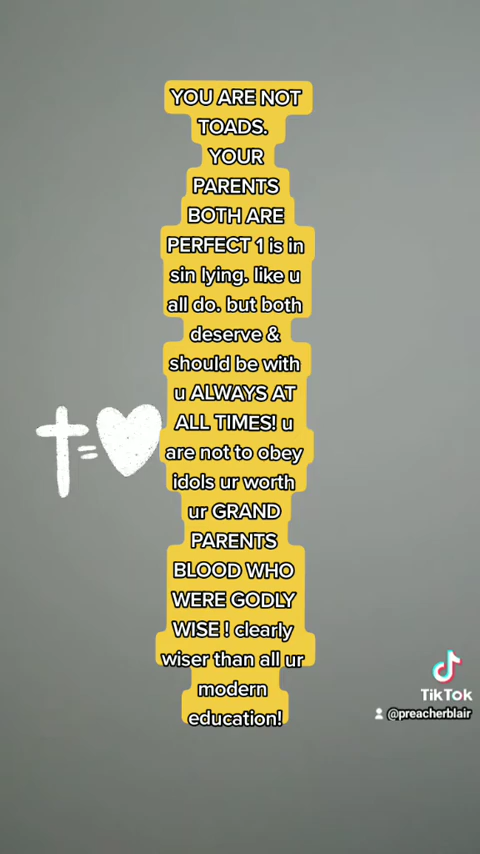 YOU ARE NOT
TOADS.
YOUR
PARENTS
BOTH ARE
PERFECT 1 is in
sin lying. like u
all do. but both
deserve &
should be with
u ALWAYS AT
ALL TIMES! u
are not to obey
idols ur worth
ur GRAND
PARENTS
BLOOD WHO
WERE GODLY
WISE ! clearly
wiser than all ur
modern
education!
=
TikTok
@preacherblair